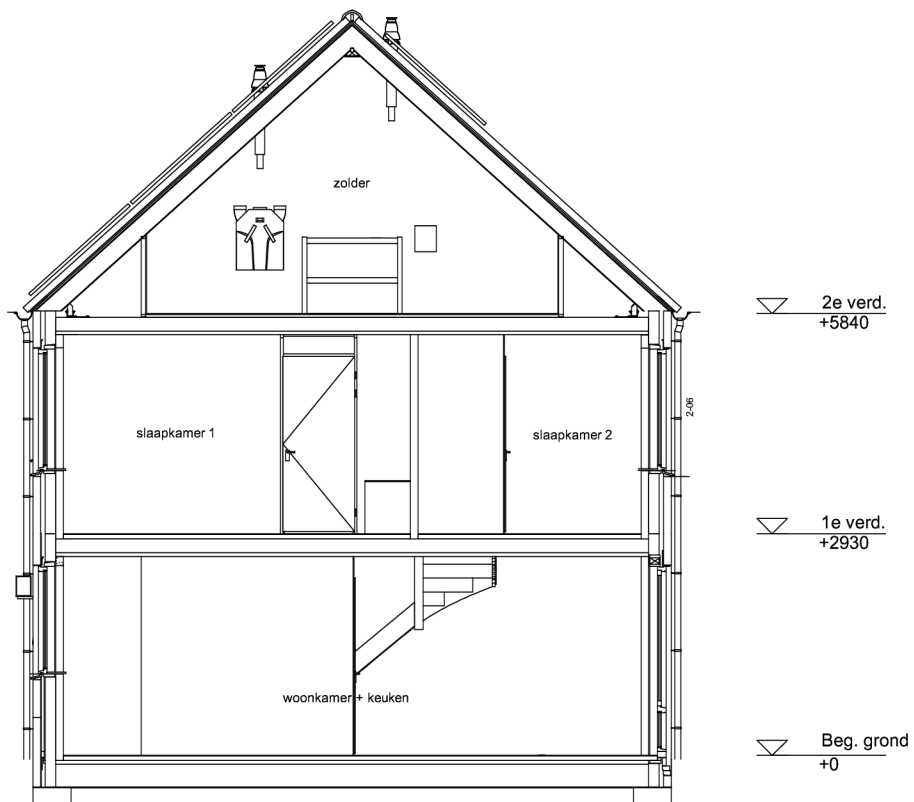 zolder
2e verd.
+5840
2-06
slaapkamer 1
slaapkamer 2
1e verd.
+2930
woonkamer + keuken
Beg. grond
+0